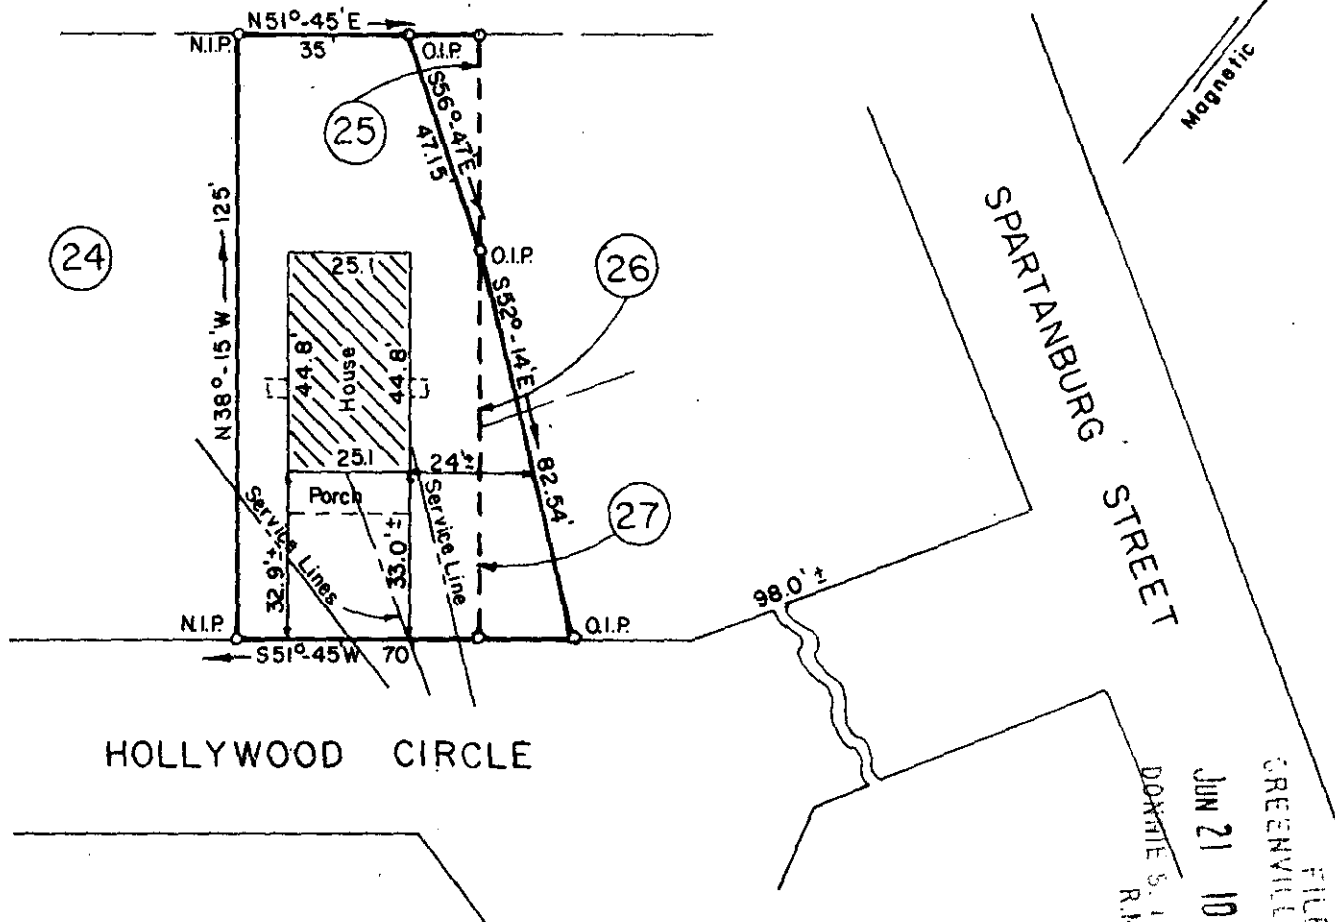 N51°-45'E
35'
N.I.P.
O.I.P.
25
S56°-47'E
47.15'
Magnetic
24
N38°-15'W 125'
25.1
44.8'
House
44.8'
O.I.P.
26
S52°-14'E 82.54'
SPARTANBURG STREET
25.1
24'±
Porch
Service Lines
Service Line
32.9'±
33.0'±
27
98.0'±
N.I.P.
O.I.P.
S51°-45'W 70
HOLLYWOOD CIRCLE
GREENVILLE
JUN 21 10
DONNIE S.